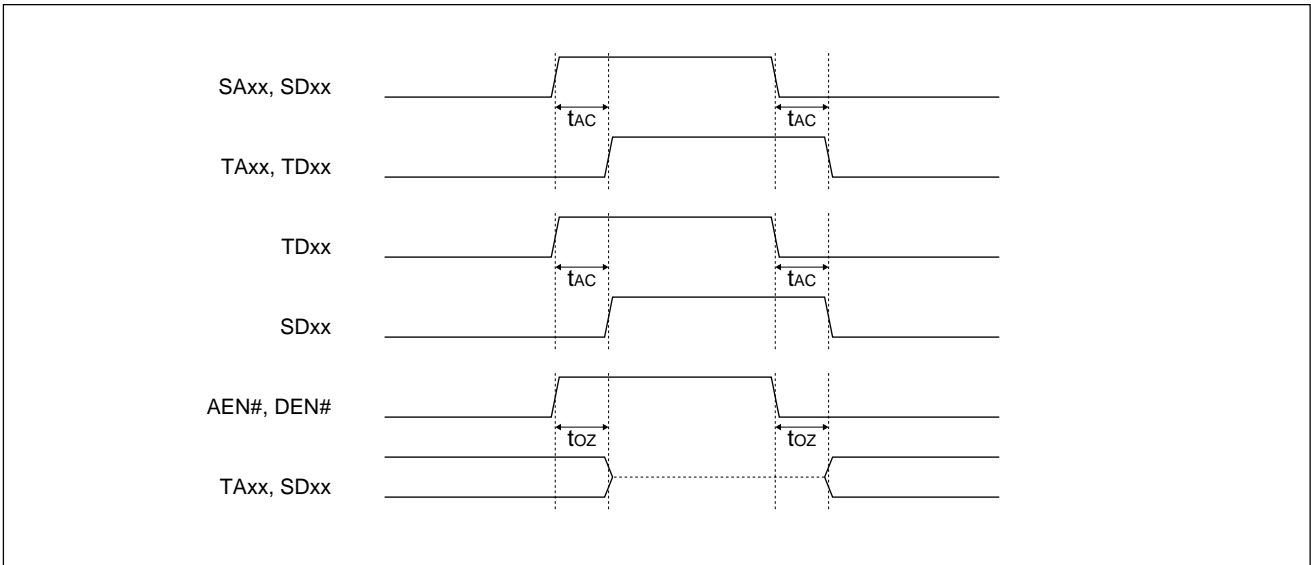 SAxx, SDxx
tAC tAC
TAxx, TDxx
TDxx
tAC tAC
SDxx
AEN#, DEN#
tOZ tOZ
TAxx, SDxx